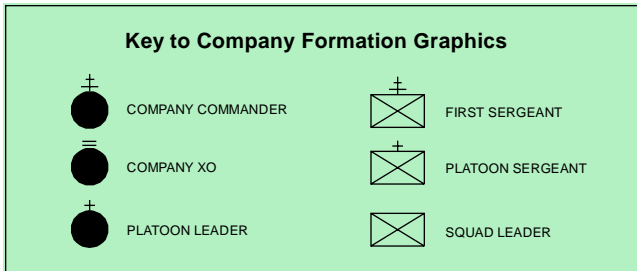 Key to Company Formation Graphics
COMPANY COMMANDER
FIRST SERGEANT
COMPANY XO
PLATOON SERGEANT
PLATOON LEADER
SQUAD LEADER